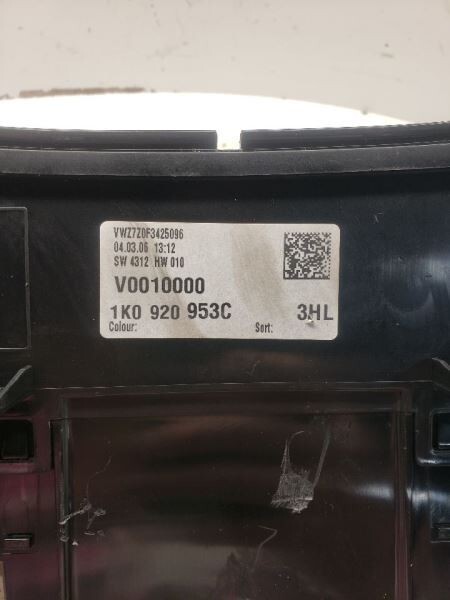 VWZ7Z0F3425096
04.03.06 13:12
SW 4312 HW 010
V0010000
1K0 920 953C 3HL
Colour: Sort: